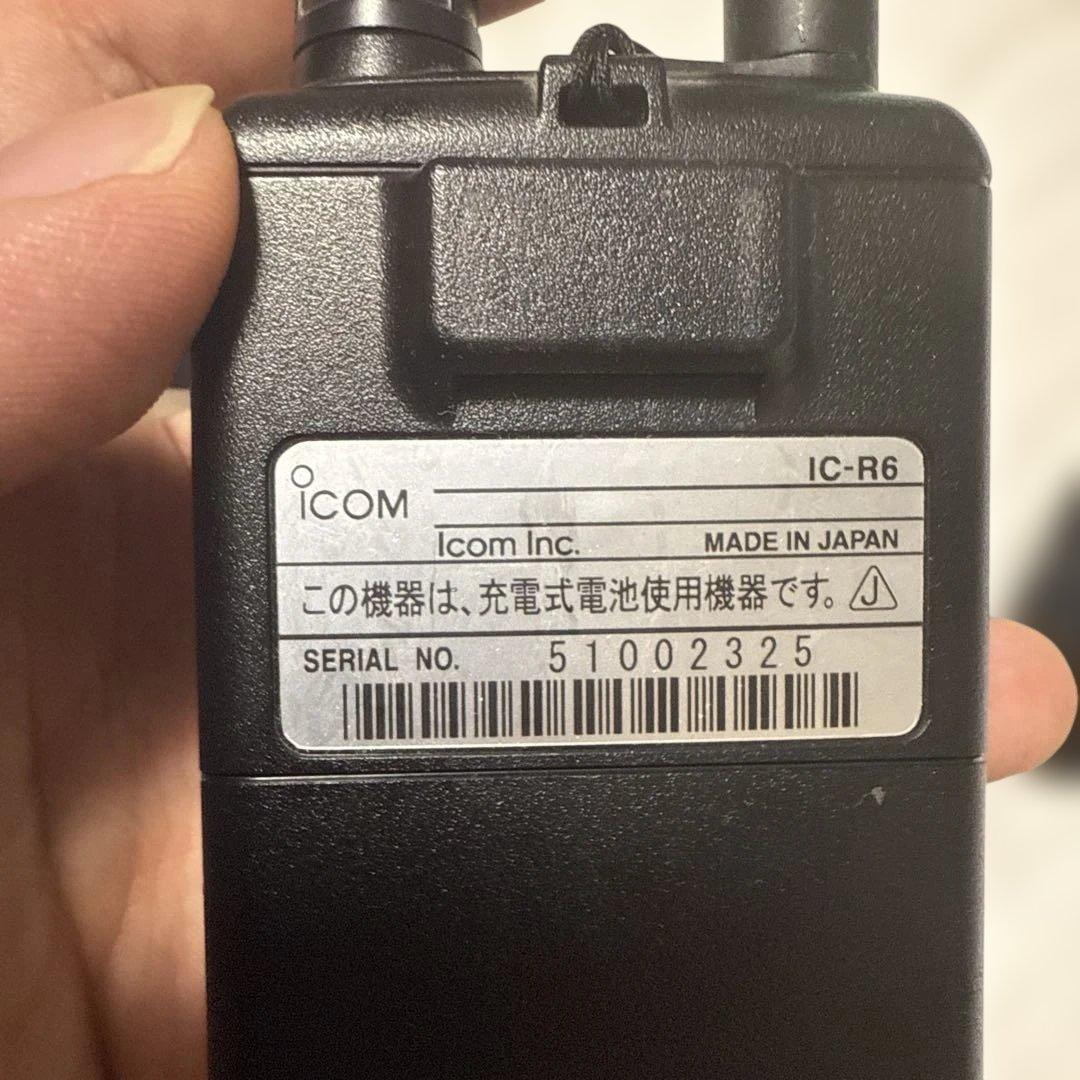 IC-R6
ICOM
Icom Inc. MADE IN JAPAN
この機器は、充電式電池使用機器です。 J
SERIAL NO. 51002325